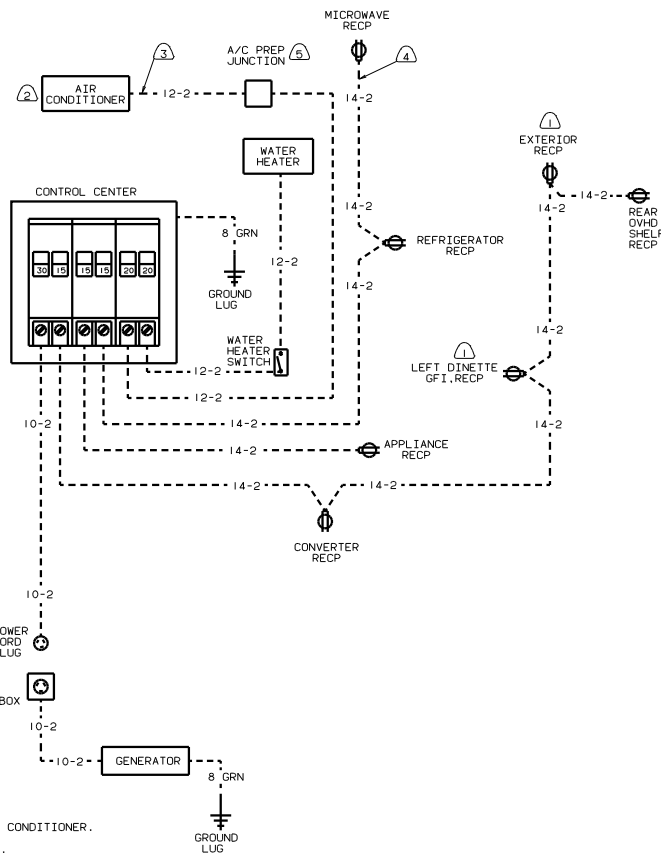 MICROWAVE
RECP
3
A/C PREP
JUNCTION
5
4
2
AIR
CONDITIONER
12-2
14-2
1
EXTERIOR
RECP
WATER
HEATER
14-2
REAR
OVHD
SHELF
RECP
14-2
14-2
CONTROL CENTER
8 GRN
REFRIGERATOR
RECP
12-2
30 15 15 15 20 20
GROUND
LUG
14-2
14-2
WATER
HEATER
SWITCH
1
LEFT DINETTE
GFI.RECP
12-2
12-2
10-2
14-2
14-2
14-2
APPLIANCE
RECP
14-2
14-2
CONVERTER
RECP
10-2
OWER
ORD
LUG
BOX
10-2
10-2
GENERATOR
8 GRN
CONDITIONER.
GROUND
LUG